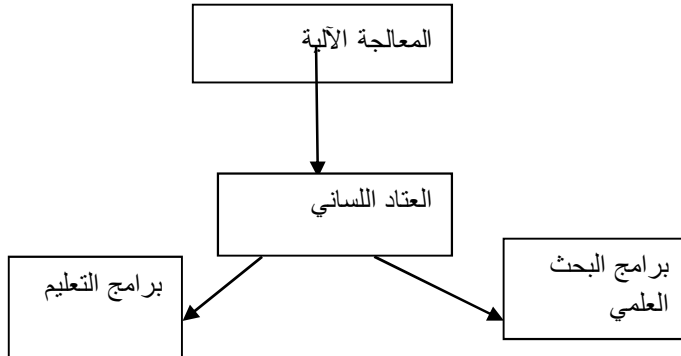 المعالجة الآلية
العتاد اللساني
برامج البحث
العلمي
برامج التعليم